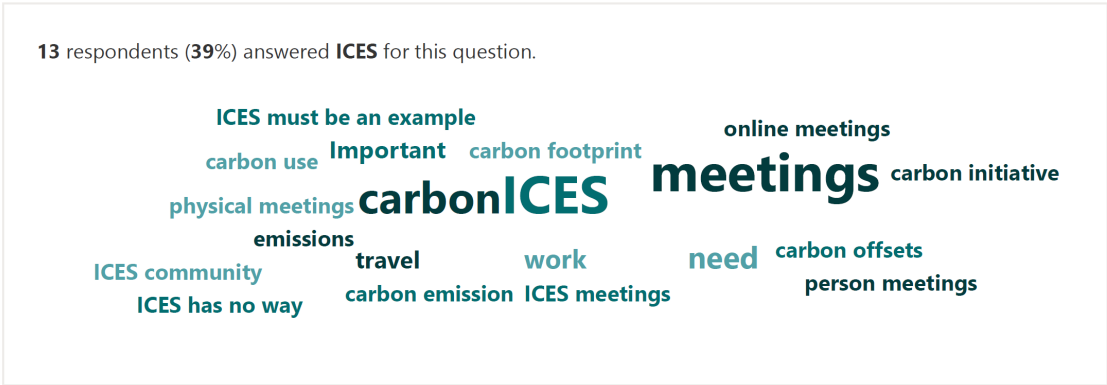 13 respondents (39%) answered ICES for this question.
ICES must be an example
online meetings
carbon use
Important
carbon footprint
meetings
carbon initiative
physical meetings
carbon
ICES
emissions
travel
work
need
carbon offsets
ICES community
person meetings
ICES has no way
carbon emission
ICES meetings